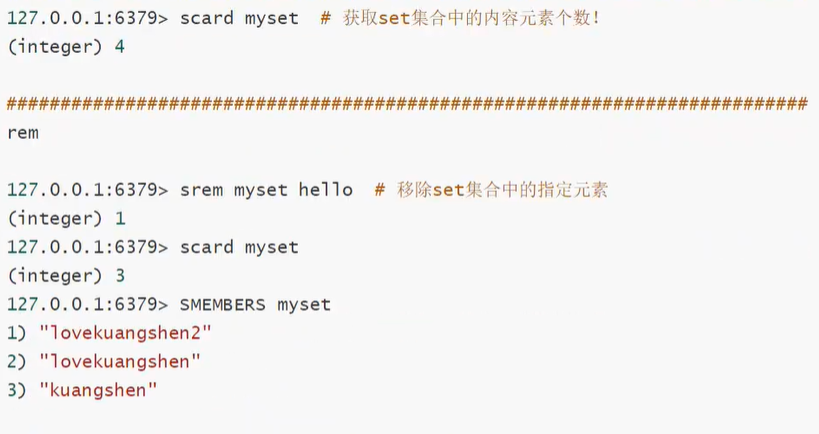 127.0.0.1:6379> scard myset  # 获取set集合中的内容元素个数!
(integer) 4
##########################################################################
rem
127.0.0.1:6379> srem myset hello  # 移除set集合中的指定元素
(integer) 1
127.0.0.1:6379> scard myset
(integer) 3
127.0.0.1:6379> SMEMBERS myset
1) "lovekuangshen2"
2) "lovekuangshen"
3) "kuangshen"